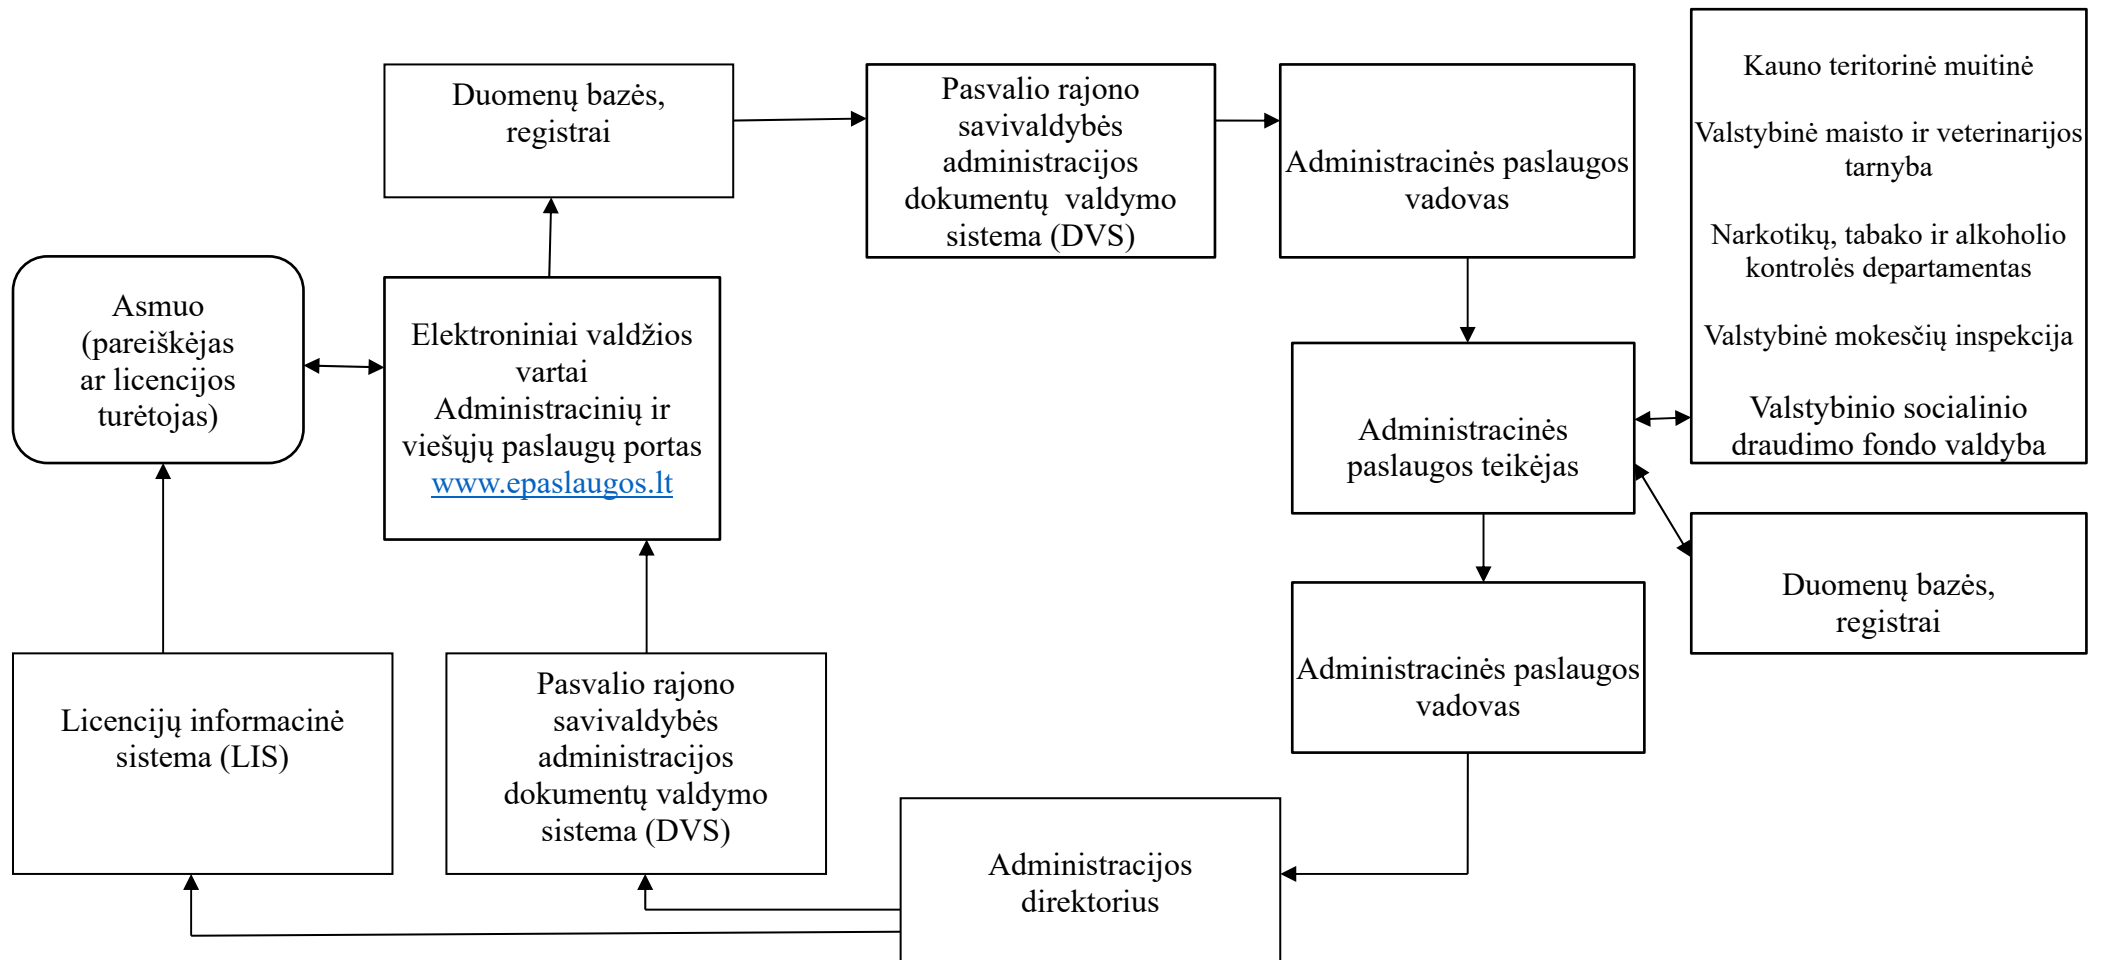 Duomenų bazės,
registrai
Pasvalio rajono
savivaldybės
administracijos
dokumentų valdymo
sistema (DVS)
Administracinės paslaugos
vadovas
Kauno teritorinė muitinė
Valstybinė maisto ir veterinarijos
tarnyba
Narkotikų, tabako ir alkoholio
kontrolės departamentas
Valstybinė mokesčių inspekcija
Valstybinio socialinio
draudimo fondo valdyba
Asmuo
(pareiškėjas
ar licencijos
turėtojas)
Elektroniniai valdžios
vartai
Administracinių ir
viešųjų paslaugų portas
www.epaslaugos.lt
Administracinės
paslaugos teikėjas
Duomenų bazės,
registrai
Administracinės paslaugos
vadovas
Licencijų informacinė
sistema (LIS)
Pasvalio rajono
savivaldybės
administracijos
dokumentų valdymo
sistema (DVS)
Administracijos
direktorius